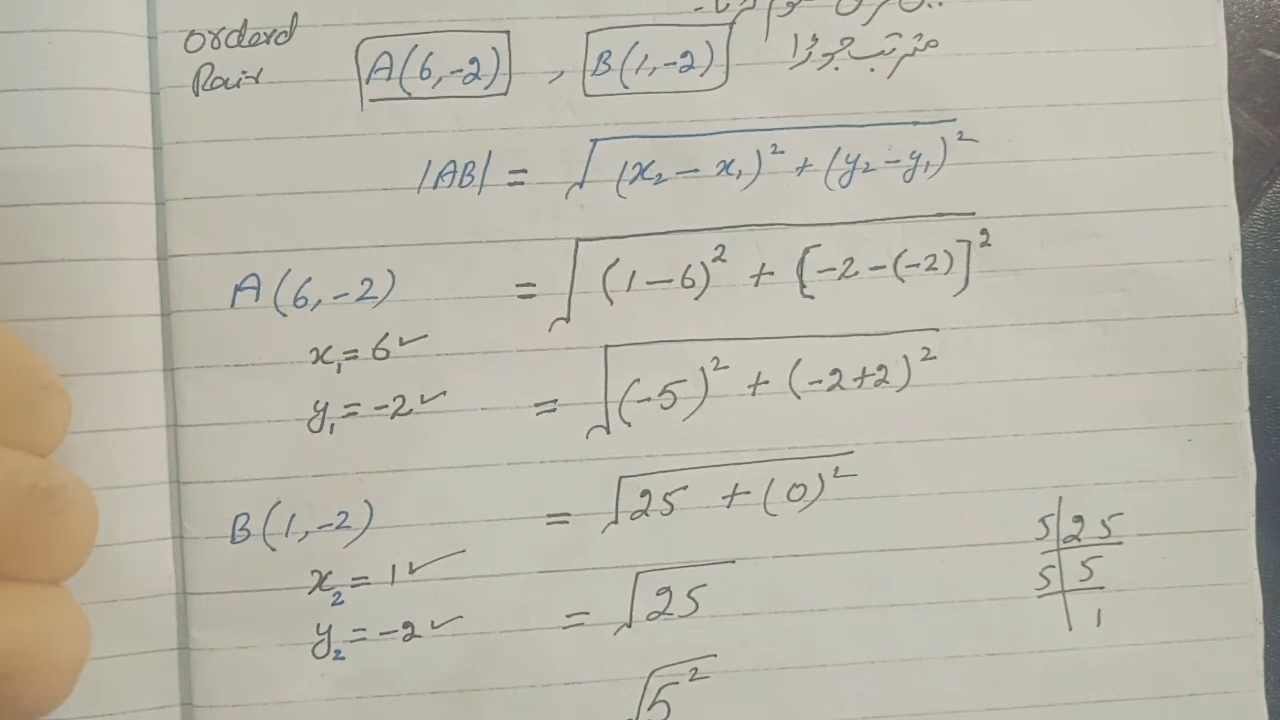 Orderd
Pair A(6,-2) , B(1,-2) مترتب جوڑا
|AB| = √(x₂ - x₁)² + (y₂ - y₁)²
A(6,-2) = √(1-6)² + [-2-(-2)]²
x₁ = 6 ✓
y₁ = -2 ✓ = √(-5)² + (-2+2)²
B(1,-2) = √25 + (0)²
x₂ = 1 ✓
y₂ = -2 ✓ = √25
5 | 25
5 | 5
| 1
√5²